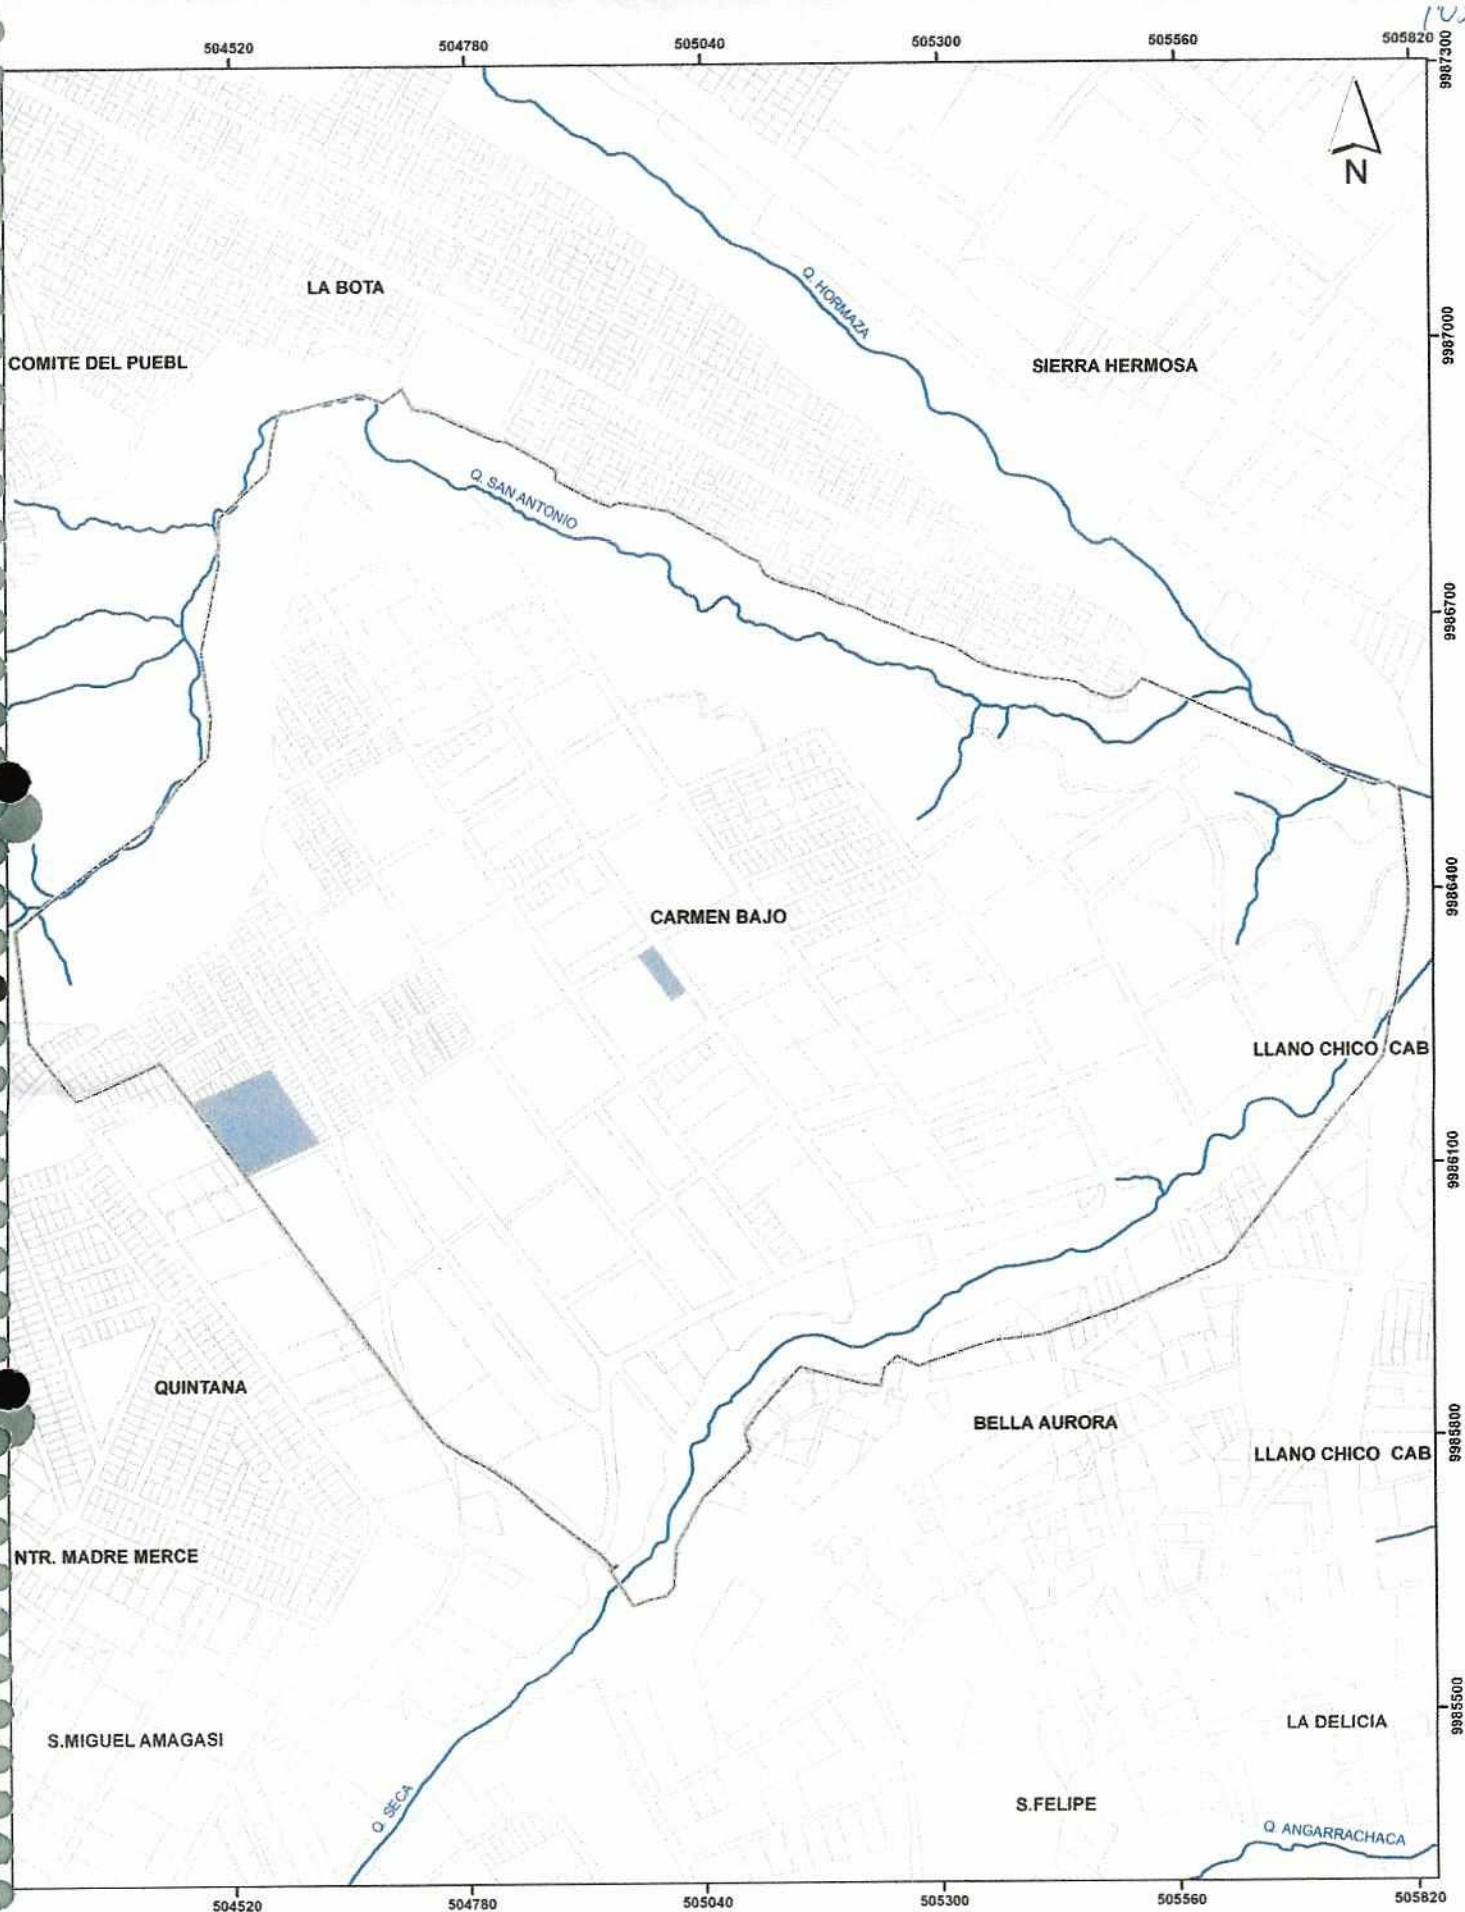 504520
504780
505040
505300
505560
505820
9987300
N
LA BOTA
Q. HORMAZA
9987000
COMITE DEL PUEBL
SIERRA HERMOSA
Q. SAN ANTONIO
9986700
9986400
CARMEN BAJO
LLANO CHICO CAB
9986100
QUINTANA
BELLA AURORA
9985800
LLANO CHICO CAB
NTR. MADRE MERCE
9985500
LA DELICIA
S.MIGUEL AMAGASI
Q. SECA
S.FELIPE
Q. ANGARRACHACA
504520
504780
505040
505300
505560
505820